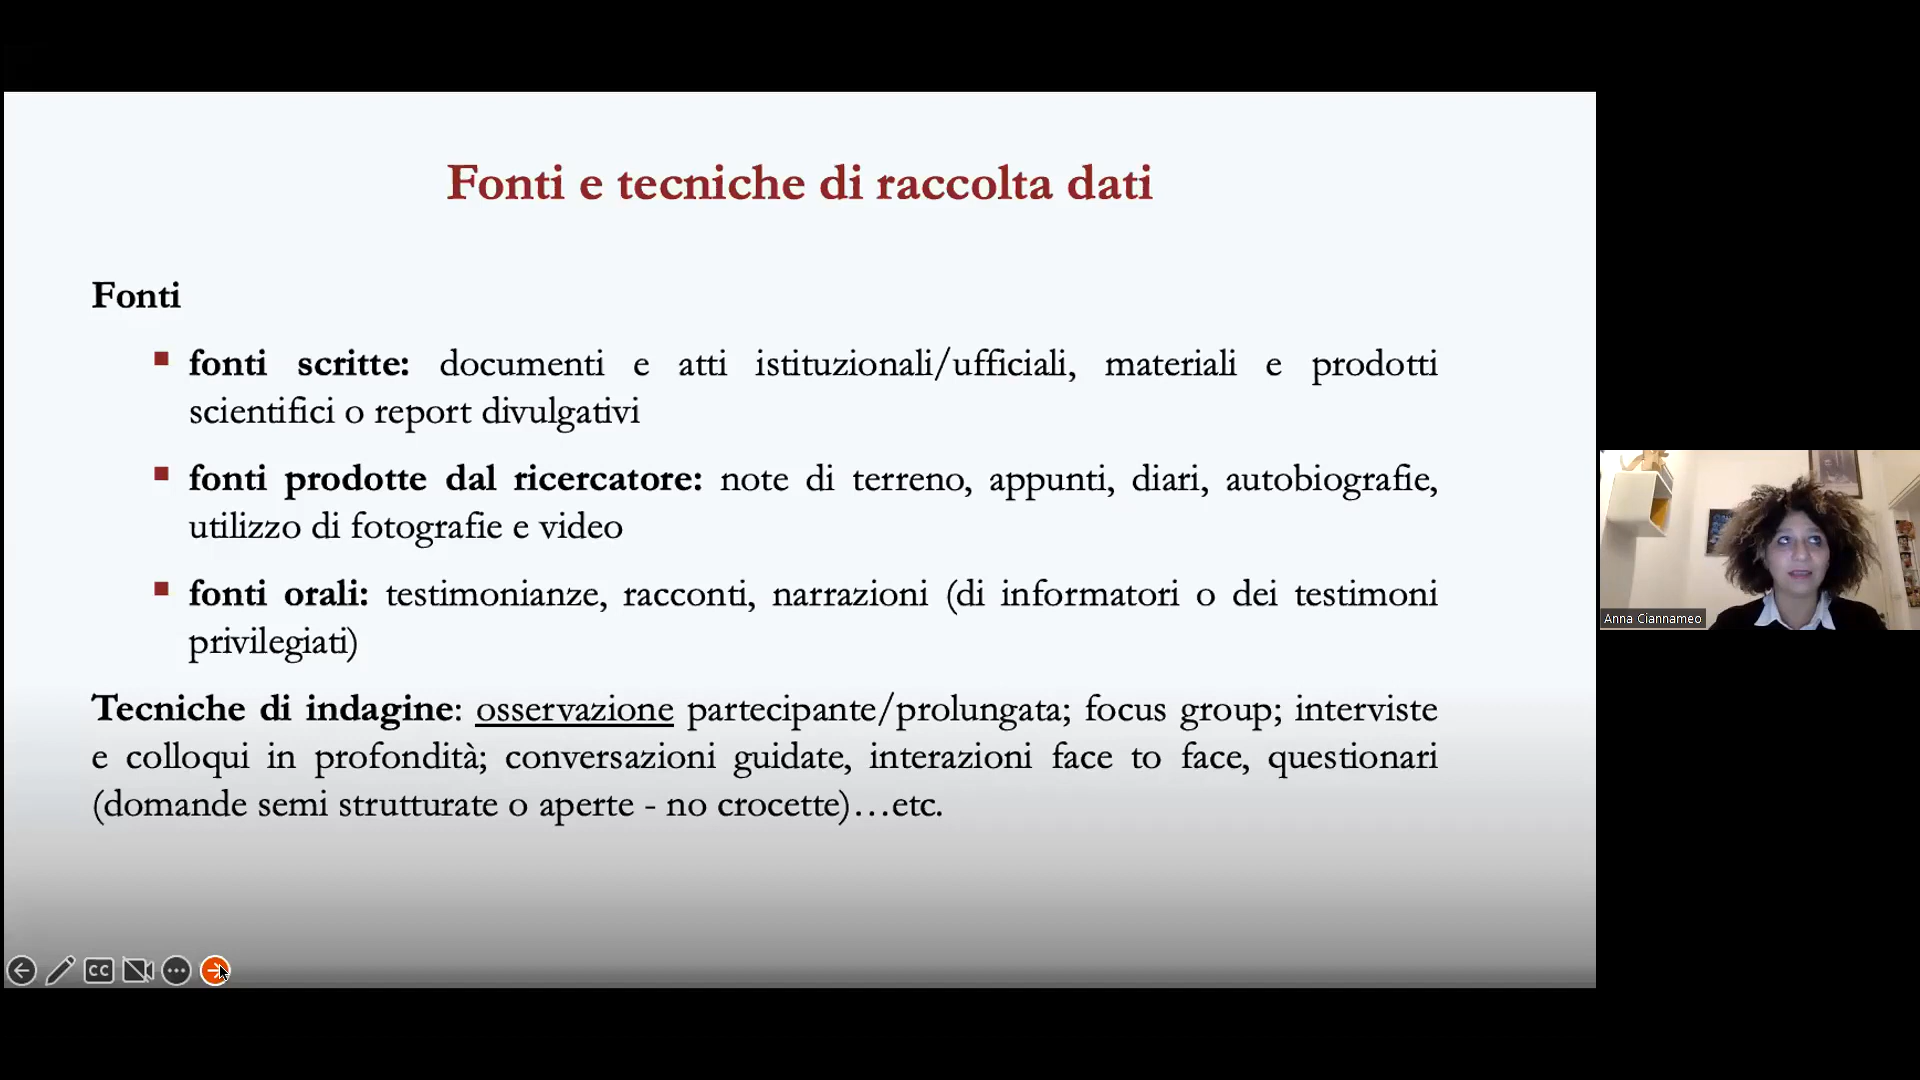 Fonti e tecniche di raccolta dati
Fonti
fonti scritte: documenti e atti istituzionali/ufficiali, materiali e prodotti
scientifici o report divulgativi
fonti prodotte dal ricercatore: note di terreno, appunti, diari, autobiografie,
utilizzo di fotografie e video
fonti orali: testimonianze, racconti, narrazioni (di informatori o dei testimoni
privilegiati)
Tecniche di indagine: osservazione partecipante/prolungata; focus group; interviste
e colloqui in profondità; conversazioni guidate, interazioni face to face, questionari
(domande semi strutturate o aperte - no crocette)…etc.
CC
Anna Ciannameo